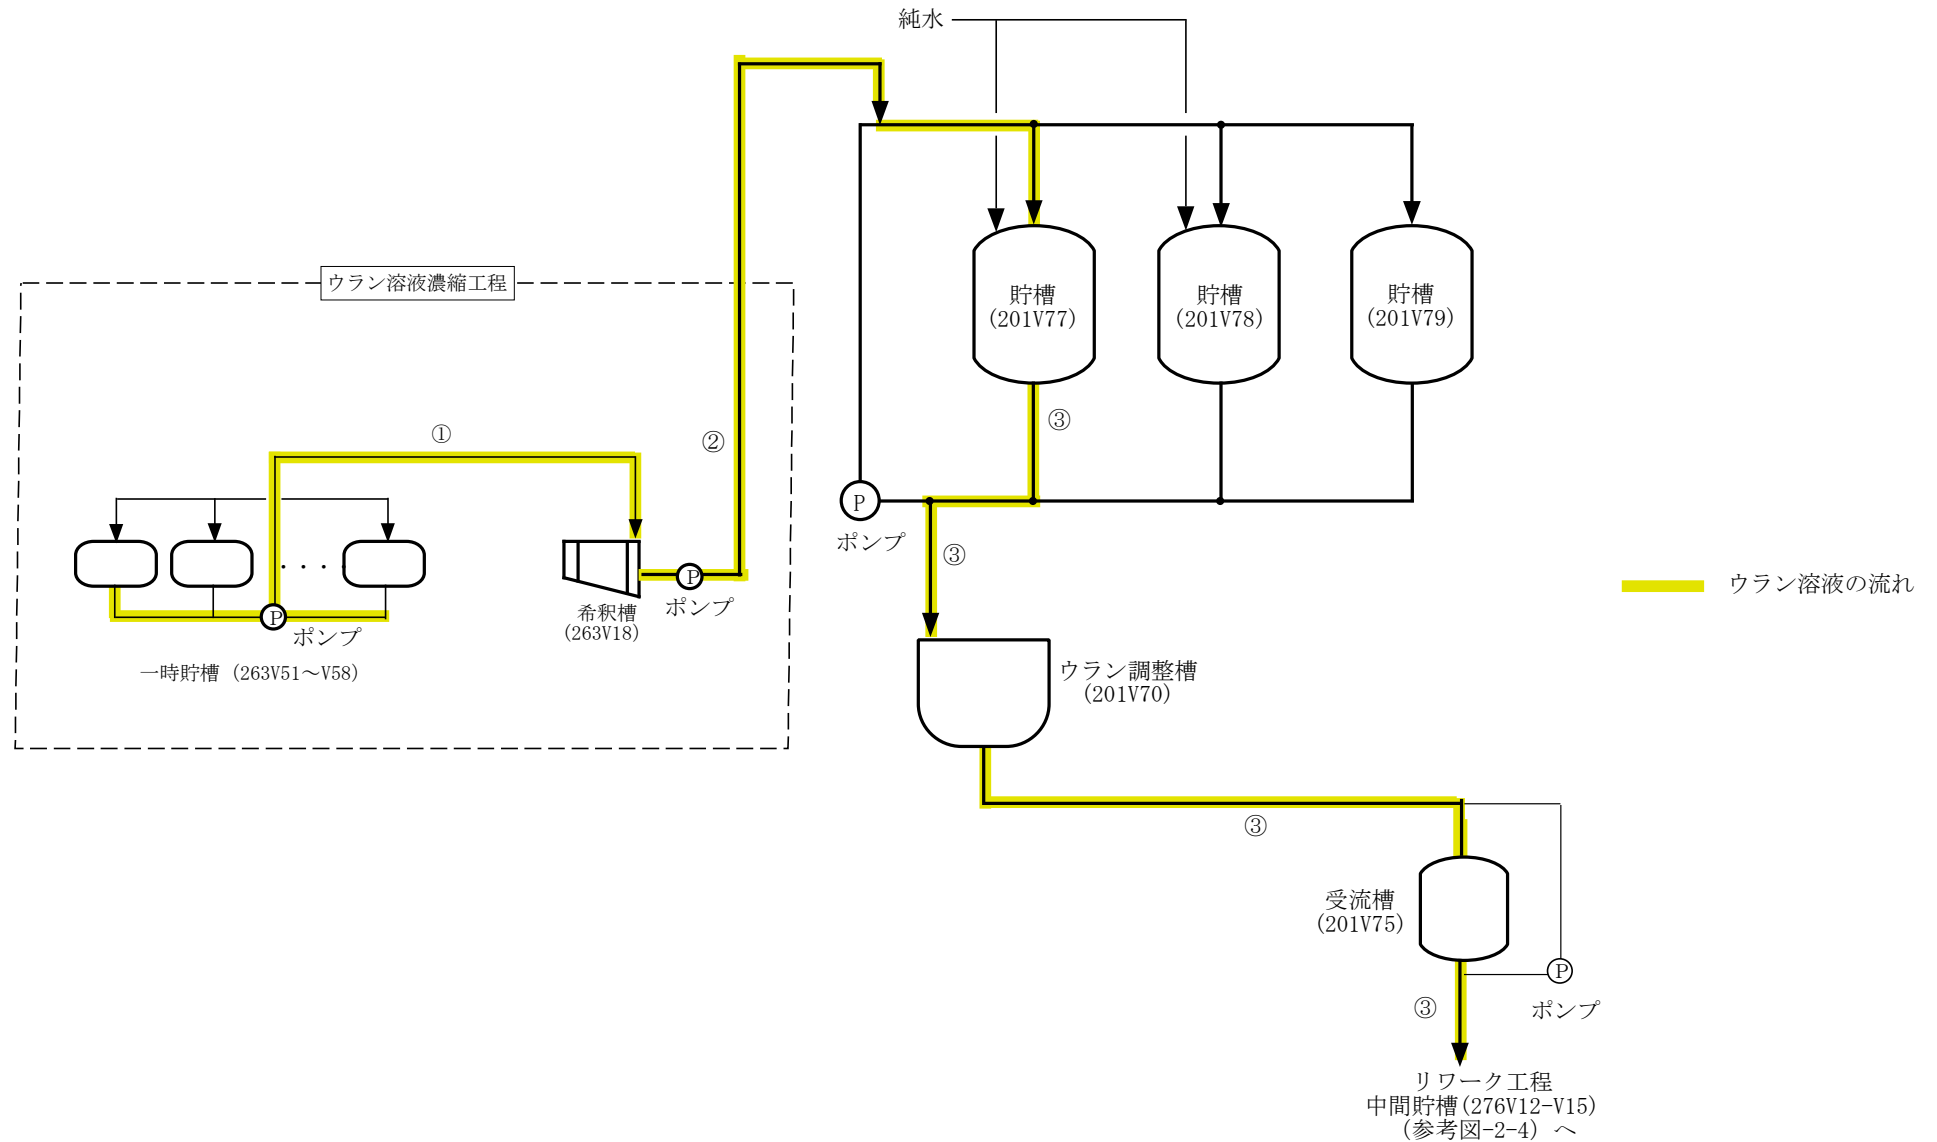 純水
ウラン溶液濃縮工程
貯槽
(201V77)
貯槽
(201V78)
貯槽
(201V79)
①
②
③
P
ポンプ
③
P
ポンプ
・・・・
P
ポンプ
希釈槽
(263V18)
一時貯槽 (263V51～V58)
ウラン溶液の流れ
ウラン調整槽
(201V70)
③
受流槽
(201V75)
P
ポンプ
③
リワーク工程
中間貯槽(276V12-V15)
(参考図-2-4) へ